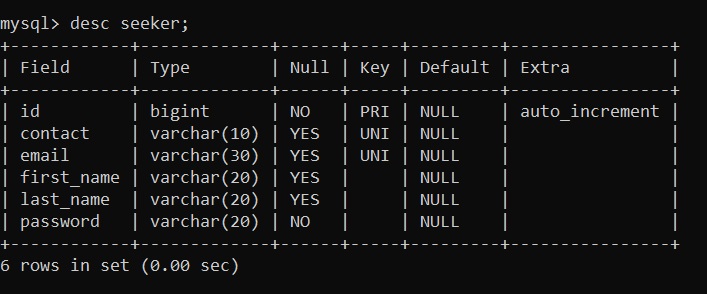 mysql> desc seeker;
+------------+-------------+------+-----+---------+----------------+
| Field      | Type        | Null | Key | Default | Extra          |
+------------+-------------+------+-----+---------+----------------+
| id         | bigint      | NO   | PRI | NULL    | auto_increment |
| contact    | varchar(10) | YES  | UNI | NULL    |                |
| email      | varchar(30) | YES  | UNI | NULL    |                |
| first_name | varchar(20) | YES  |     | NULL    |                |
| last_name  | varchar(20) | YES  |     | NULL    |                |
| password   | varchar(20) | NO   |     | NULL    |                |
+------------+-------------+------+-----+---------+----------------+
6 rows in set (0.00 sec)